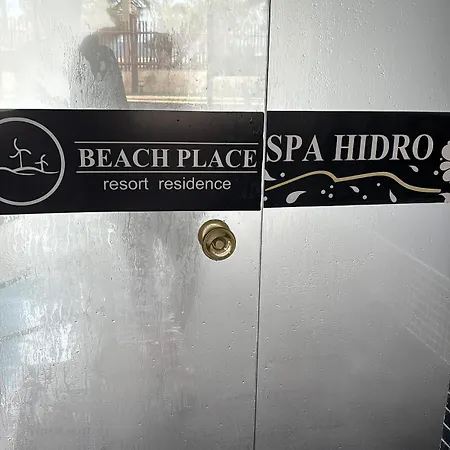 BEACH PLACE
resort residence
SPA HIDRO